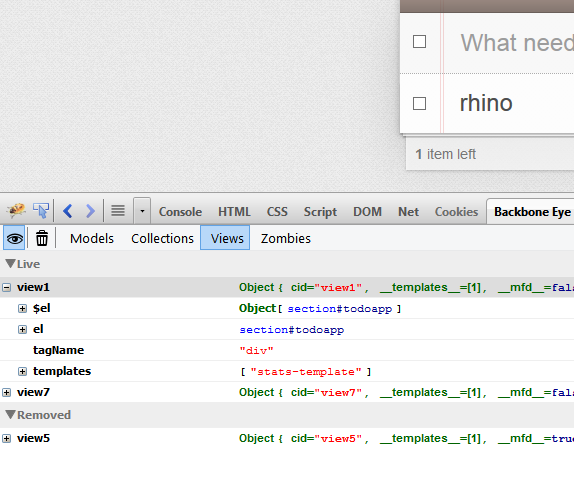 What need
rhino
1 item left
Console HTML CSS Script DOM Net Cookies Backbone Eye
Models Collections Views Zombies
Live
view1 Object { cid="view1", __templates__=[1], __mfd__=fals
$el Object[ section#todoapp ]
el section#todoapp
tagName "div"
templates [ "stats-template" ]
view7 Object { cid="view7", __templates__=[1], __mfd__=fals
Removed
view5 Object { cid="view5", __templates__=[1], __mfd__=true